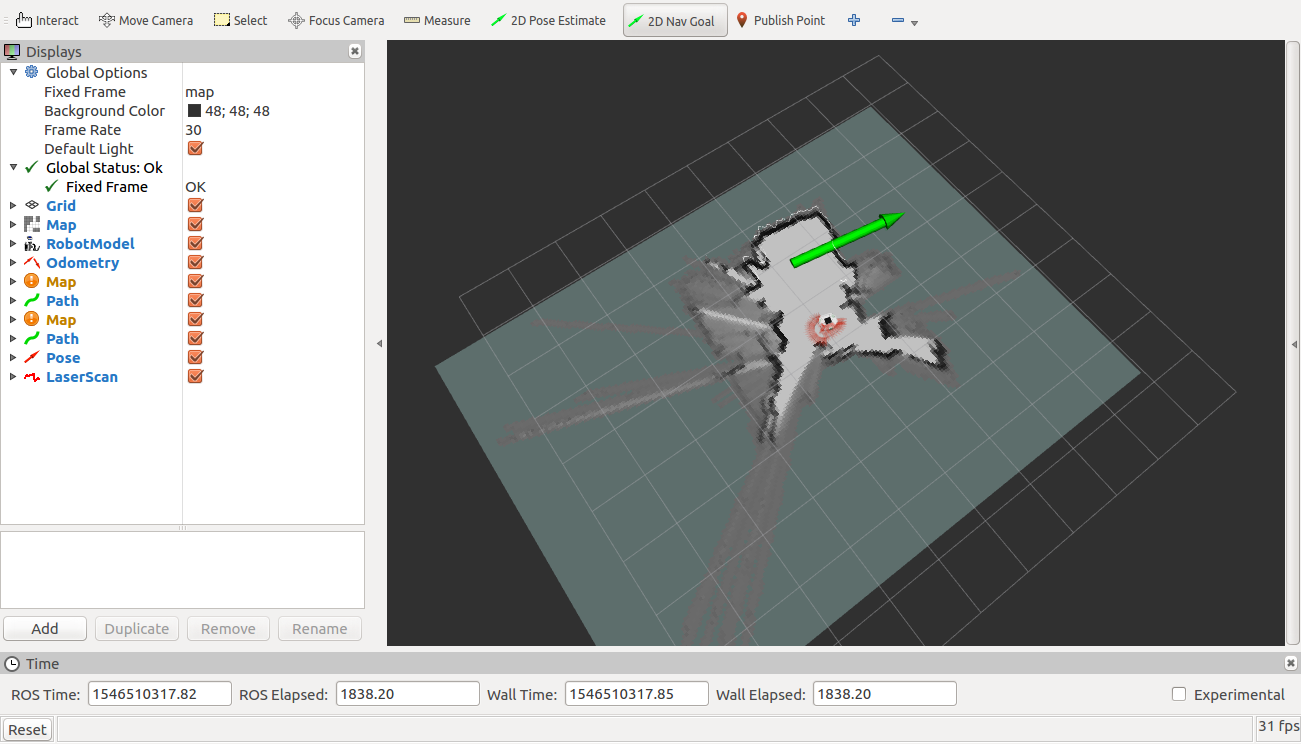 Interact Move Camera Select Focus Camera Measure 2D Pose Estimate 2D Nav Goal Publish Point
Displays
Global Options
Fixed Frame map
Background Color 48; 48; 48
Frame Rate 30
Default Light
Global Status: Ok
Fixed Frame OK
Grid
Map
RobotModel
Odometry
Map
Path
Map
Path
Pose
LaserScan
Add Duplicate Remove Rename
Time
ROS Time: 1546510317.82 ROS Elapsed: 1838.20 Wall Time: 1546510317.85 Wall Elapsed: 1838.20 Experimental
Reset 31 fps